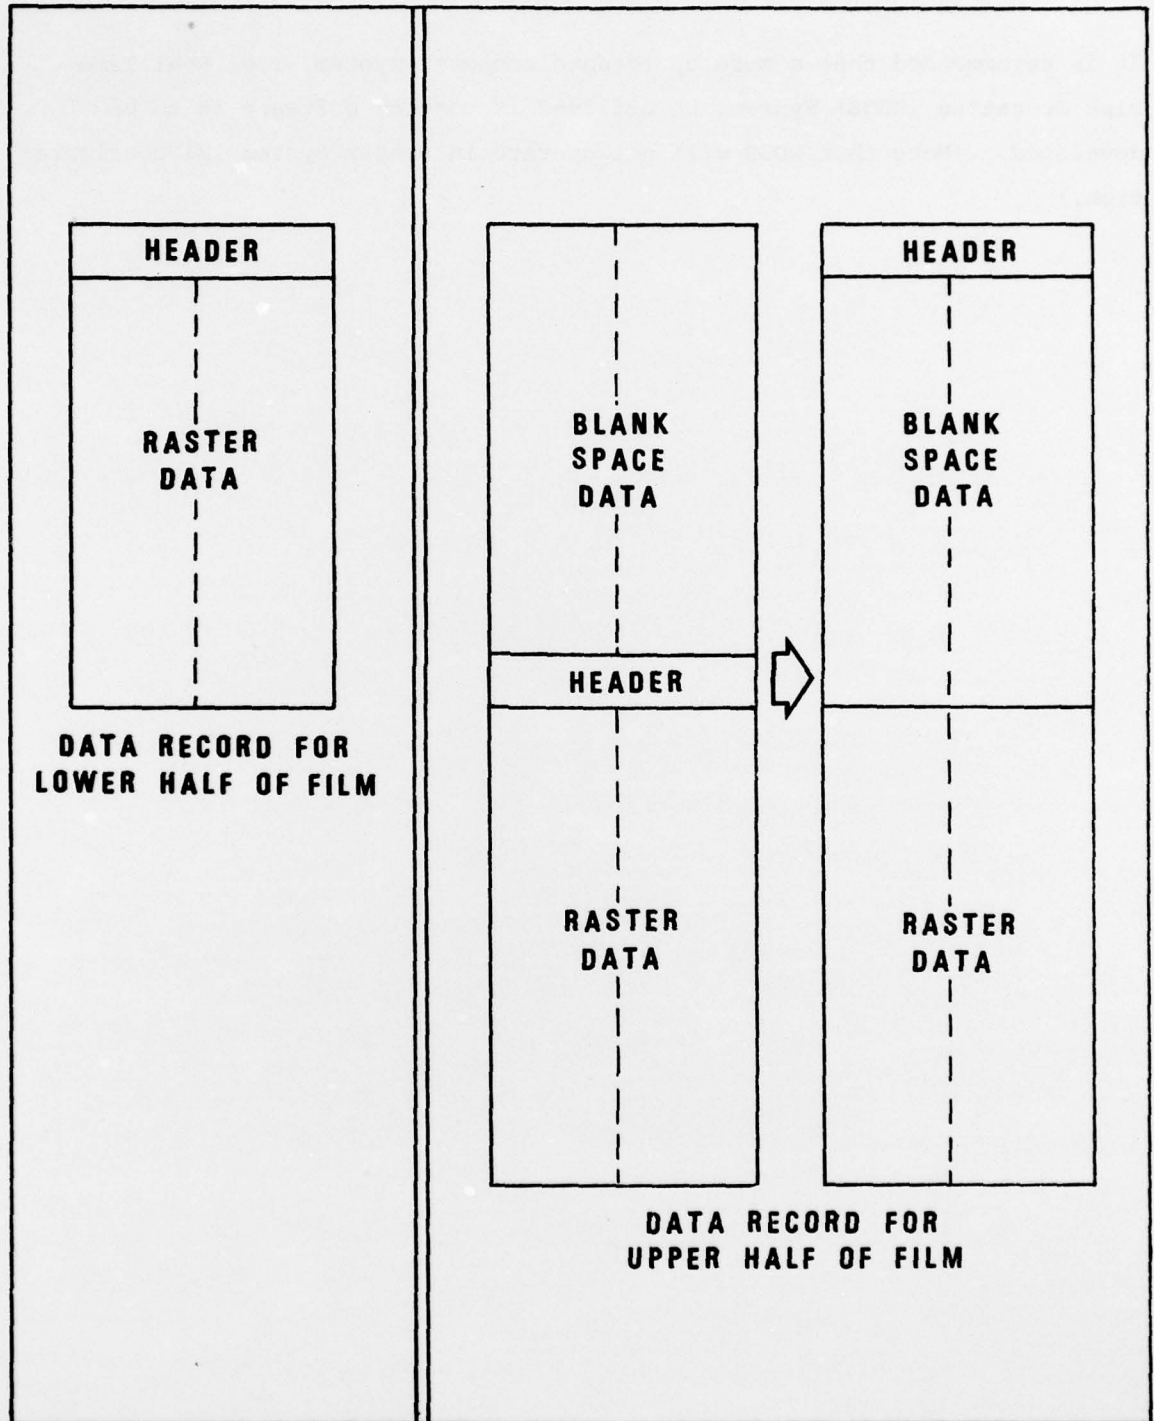 HEADER
RASTER
DATA
DATA RECORD FOR
LOWER HALF OF FILM
BLANK
SPACE
DATA
HEADER
RASTER
DATA
HEADER
BLANK
SPACE
DATA
RASTER
DATA
DATA RECORD FOR
UPPER HALF OF FILM